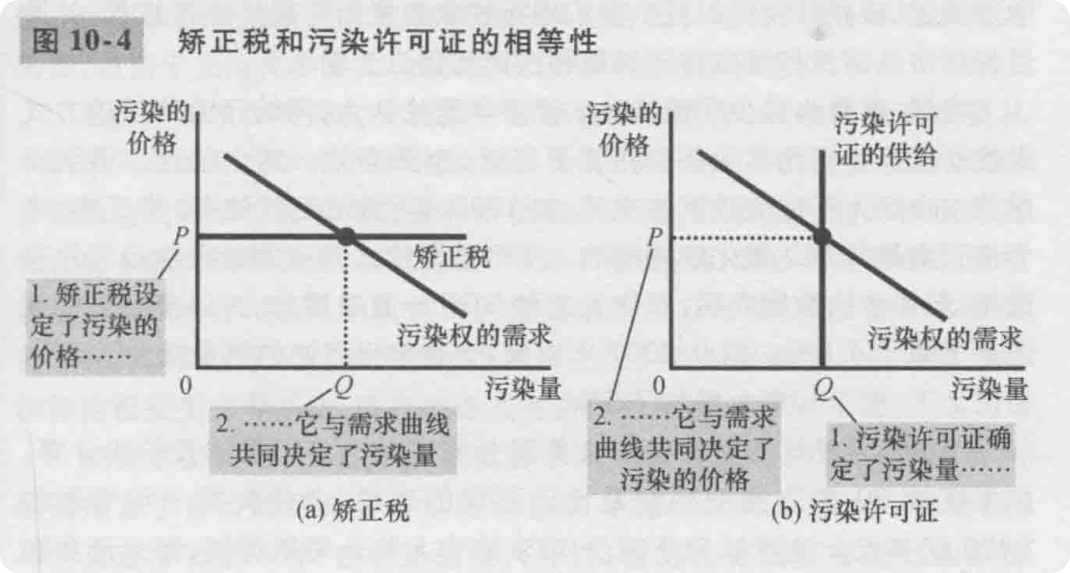 图 10-4 矫正税和污染许可证的相等性
污染的
价格
P
矫正税
1. 矫正税设
定了污染的
价格……
污染权的需求
0
Q
污染量
2. ……它与需求曲线
共同决定了污染量
(a) 矫正税
污染的
价格
污染许可
证的供给
P
污染权的需求
0
Q
污染量
2. ……它与需求
曲线共同决定了
污染的价格
1. 污染许可证确
定了污染量……
(b) 污染许可证